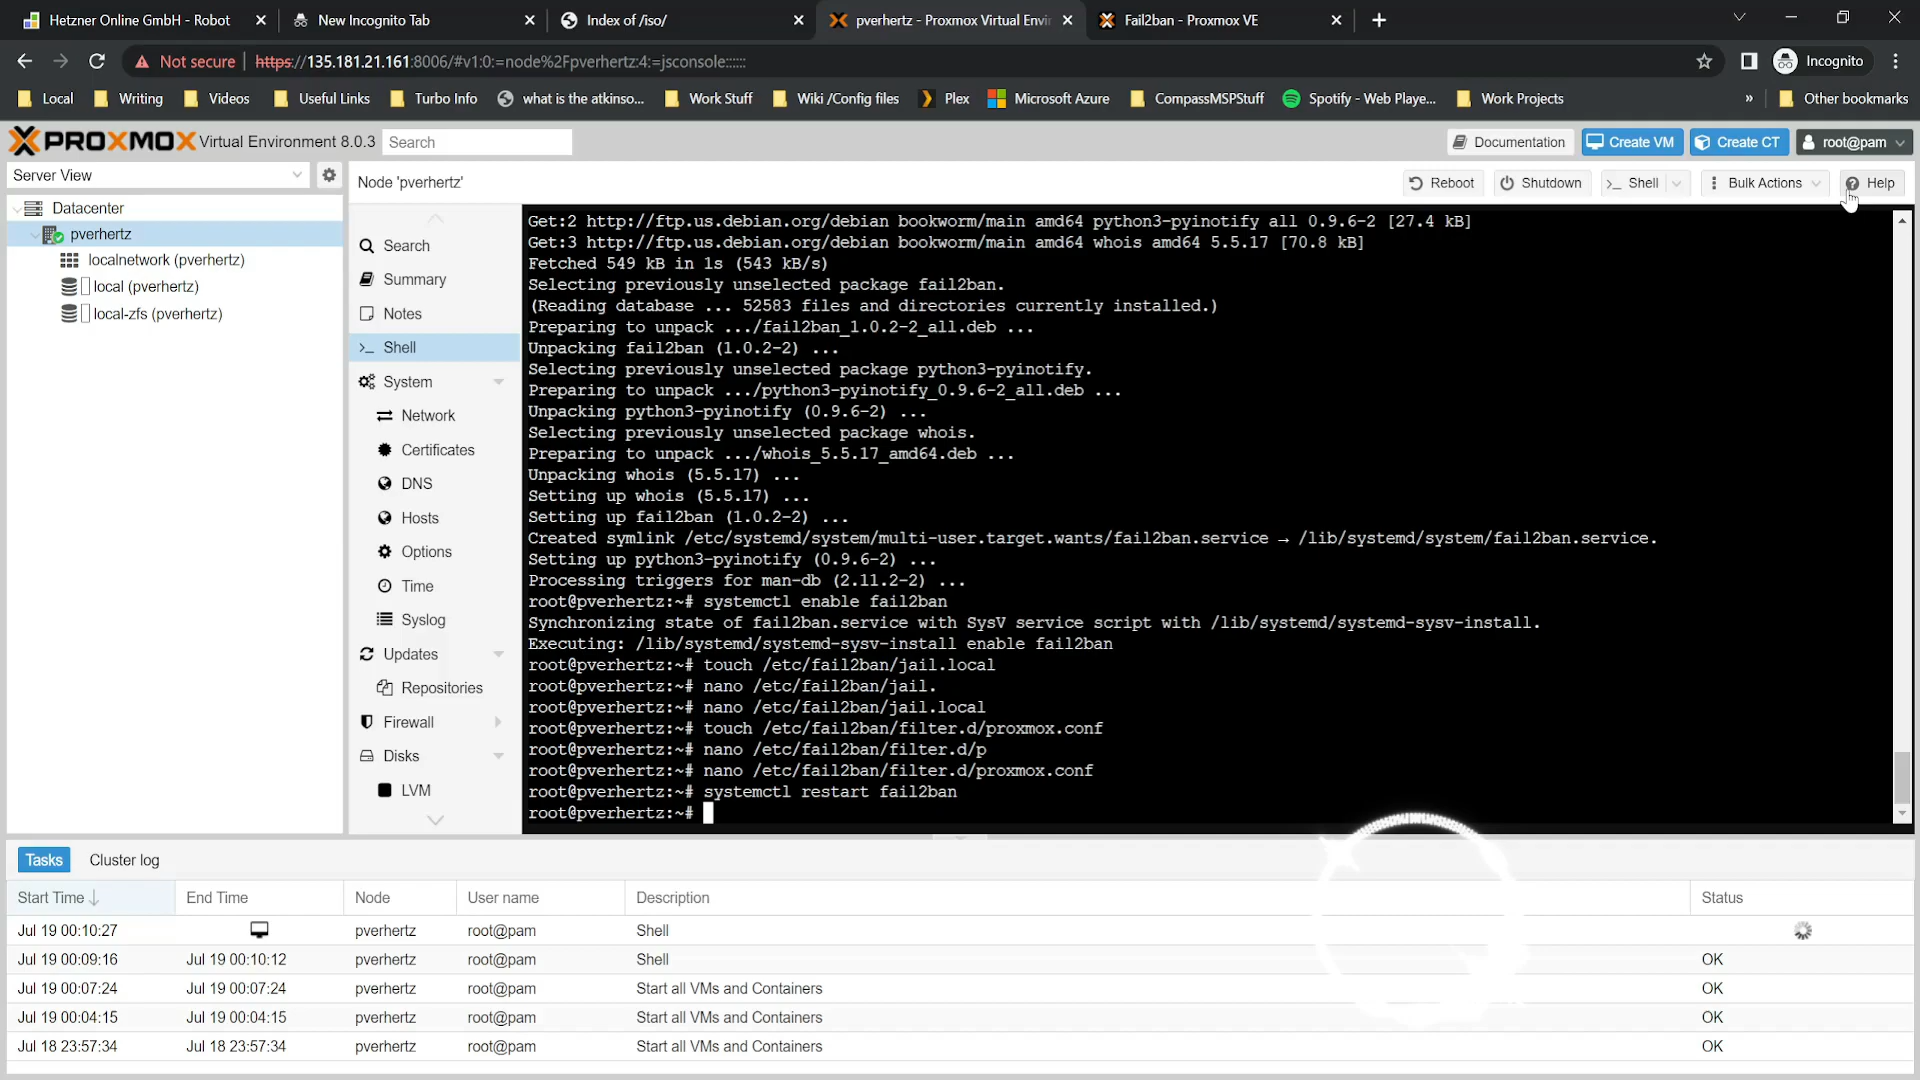 Hetzner Online GmbH - Robot
New Incognito Tab
Index of /iso/
pverhertz - Proxmox Virtual Envir
Fail2ban - Proxmox VE
Not secure
https://135.181.21.161:8006/#v1:0:=node%2Fpverhertz:4:=jsconsole::::::
Incognito
Local
Writing
Videos
Useful Links
Turbo Info
what is the atkinso...
Work Stuff
Wiki /Config files
Plex
Microsoft Azure
CompassMSPStuff
Spotify - Web Playe...
Work Projects
»
Other bookmarks
PROXMOX Virtual Environment 8.0.3
Search
Documentation
Create VM
Create CT
root@pam
Server View
Node 'pverhertz'
Reboot
Shutdown
Shell
Bulk Actions
Help
Datacenter
pverhertz
localnetwork (pverhertz)
local (pverhertz)
local-zfs (pverhertz)
Search
Summary
Notes
Shell
System
Network
Certificates
DNS
Hosts
Options
Time
Syslog
Updates
Repositories
Firewall
Disks
LVM
Get:2 http://ftp.us.debian.org/debian bookworm/main amd64 python3-pyinotify all 0.9.6-2 [27.4 kB]
Get:3 http://ftp.us.debian.org/debian bookworm/main amd64 whois amd64 5.5.17 [70.8 kB]
Fetched 549 kB in 1s (543 kB/s)
Selecting previously unselected package fail2ban.
(Reading database ... 52583 files and directories currently installed.)
Preparing to unpack .../fail2ban_1.0.2-2_all.deb ...
Unpacking fail2ban (1.0.2-2) ...
Selecting previously unselected package python3-pyinotify.
Preparing to unpack .../python3-pyinotify_0.9.6-2_all.deb ...
Unpacking python3-pyinotify (0.9.6-2) ...
Selecting previously unselected package whois.
Preparing to unpack .../whois_5.5.17_amd64.deb ...
Unpacking whois (5.5.17) ...
Setting up whois (5.5.17) ...
Setting up fail2ban (1.0.2-2) ...
Created symlink /etc/systemd/system/multi-user.target.wants/fail2ban.service → /lib/systemd/system/fail2ban.service.
Setting up python3-pyinotify (0.9.6-2) ...
Processing triggers for man-db (2.11.2-2) ...
root@pverhertz:~# systemctl enable fail2ban
Synchronizing state of fail2ban.service with SysV service script with /lib/systemd/systemd-sysv-install.
Executing: /lib/systemd/systemd-sysv-install enable fail2ban
root@pverhertz:~# touch /etc/fail2ban/jail.local
root@pverhertz:~# nano /etc/fail2ban/jail.
root@pverhertz:~# nano /etc/fail2ban/jail.local
root@pverhertz:~# touch /etc/fail2ban/filter.d/proxmox.conf
root@pverhertz:~# nano /etc/fail2ban/filter.d/p
root@pverhertz:~# nano /etc/fail2ban/filter.d/proxmox.conf
root@pverhertz:~# systemctl restart fail2ban
root@pverhertz:~#
Tasks
Cluster log
Start Time
End Time
Node
User name
Description
Status
Jul 19 00:10:27 pverhertz root@pam Shell
Jul 19 00:09:16 Jul 19 00:10:12 pverhertz root@pam Shell OK
Jul 19 00:07:24 Jul 19 00:07:24 pverhertz root@pam Start all VMs and Containers OK
Jul 19 00:04:15 Jul 19 00:04:15 pverhertz root@pam Start all VMs and Containers OK
Jul 18 23:57:34 Jul 18 23:57:34 pverhertz root@pam Start all VMs and Containers OK